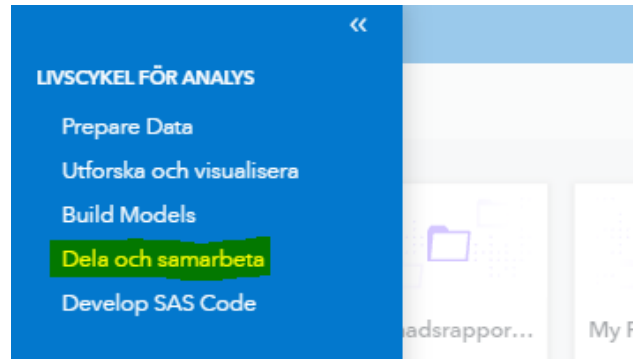 «
LIVSCYKEL FÖR ANALYS
Prepare Data
Utforska och visualisera
Build Models
Dela och samarbeta
Develop SAS Code
adsrappor... My